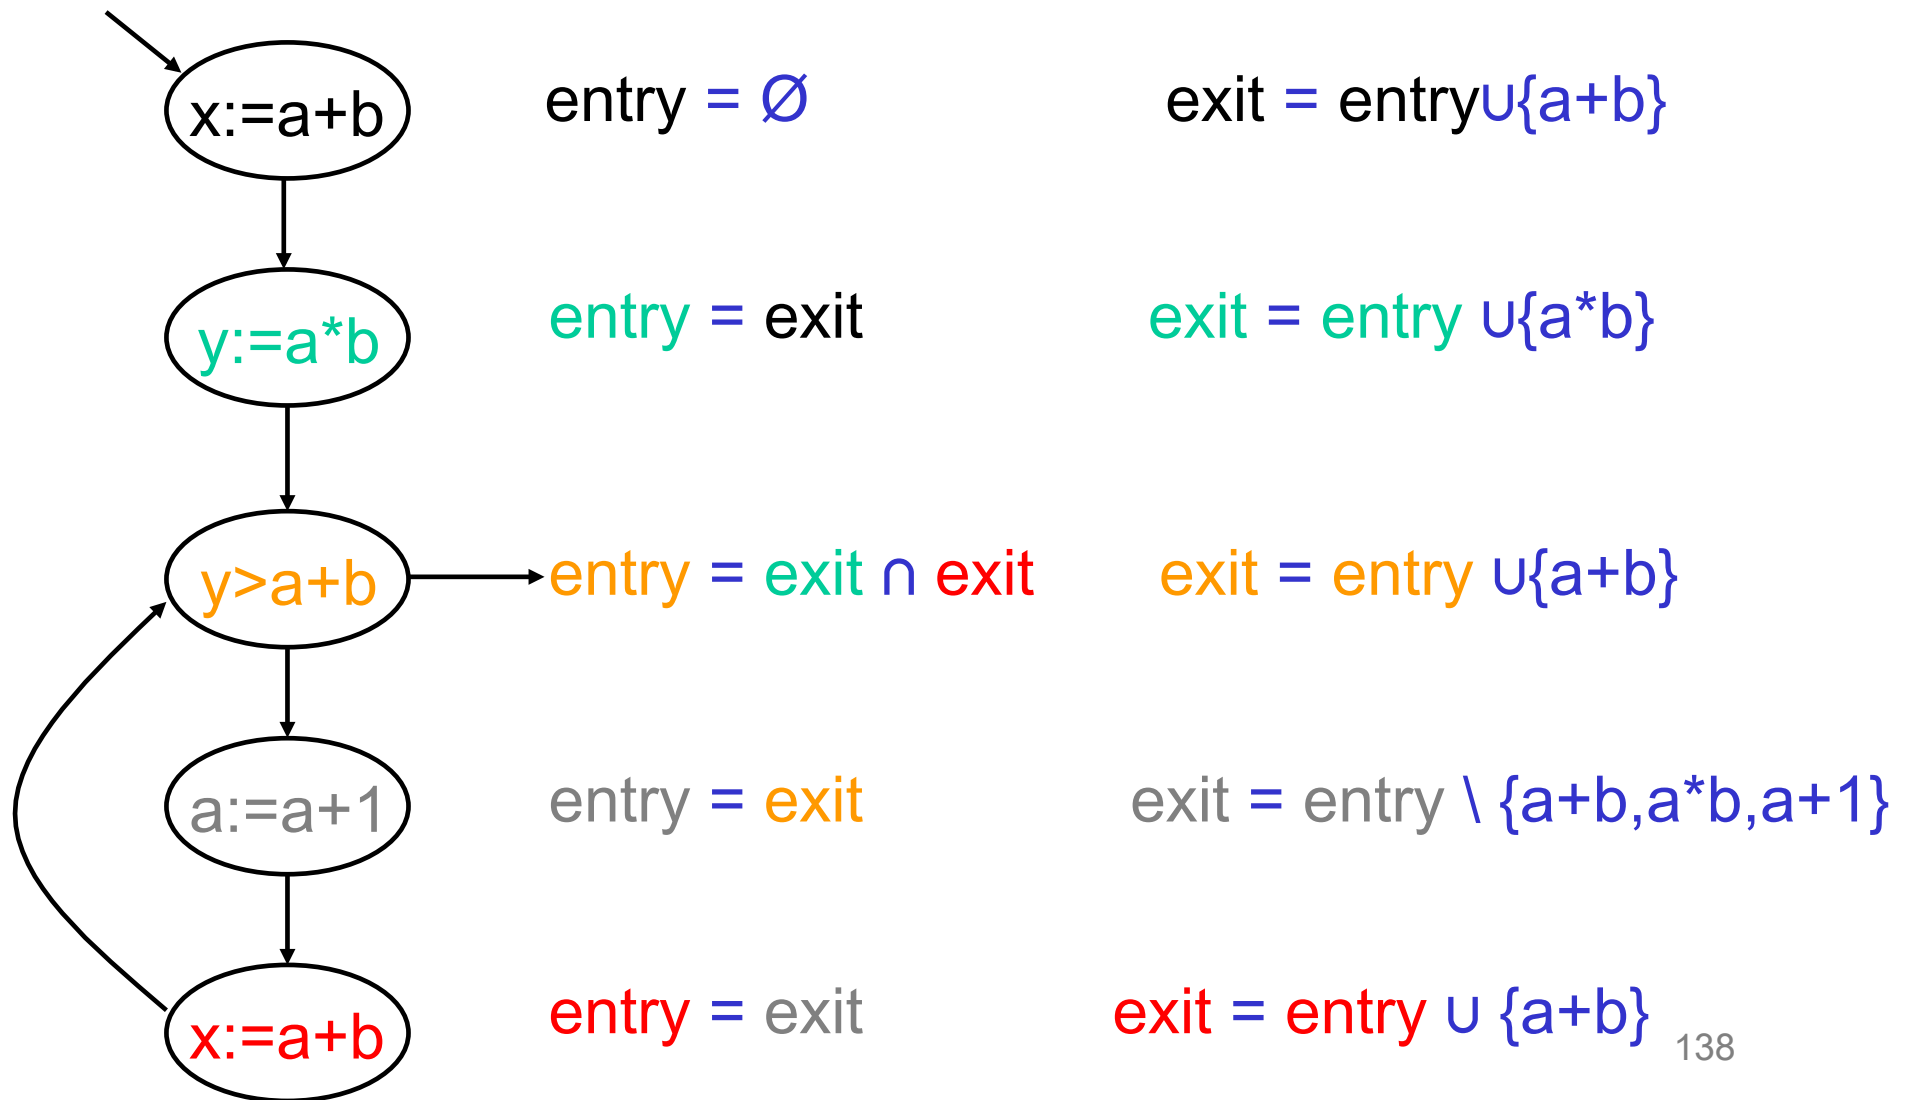 x:=a+b entry = Ø exit = entry∪{a+b}
y:=a*b entry = exit exit = entry ∪{a*b}
y>a+b entry = exit ∩ exit exit = entry ∪{a+b}
a:=a+1 entry = exit exit = entry \ {a+b,a*b,a+1}
x:=a+b entry = exit exit = entry ∪ {a+b}
138